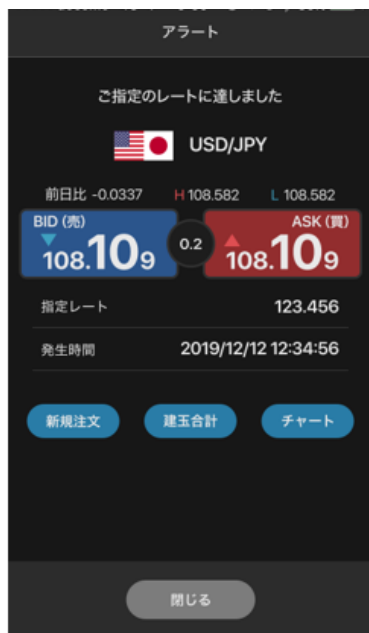 アラート
ご指定のレートに達しました
USD/JPY
前日比 -0.0337 H 108.582 L 108.582
BID (売) ASK (買)
108.109 0.2 108.109
指定レート 123.456
発生時間 2019/12/12 12:34:56
新規注文 建玉合計 チャート
閉じる